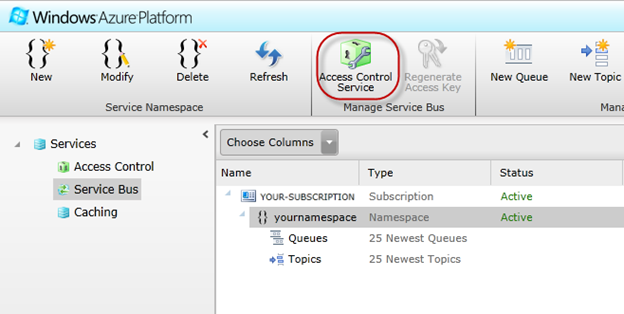 Windows Azure Platform
New
Modify
Delete
Refresh
Access Control
Service
Regenerate
Access Key
New Queue
New Topic
Service Namespace
Manage Service Bus
Mana
Services
Access Control
Service Bus
Caching
Choose Columns
Name Type Status
YOUR-SUBSCRIPTION Subscription Active
{} yournamespace Namespace Active
Queues 25 Newest Queues
Topics 25 Newest Topics